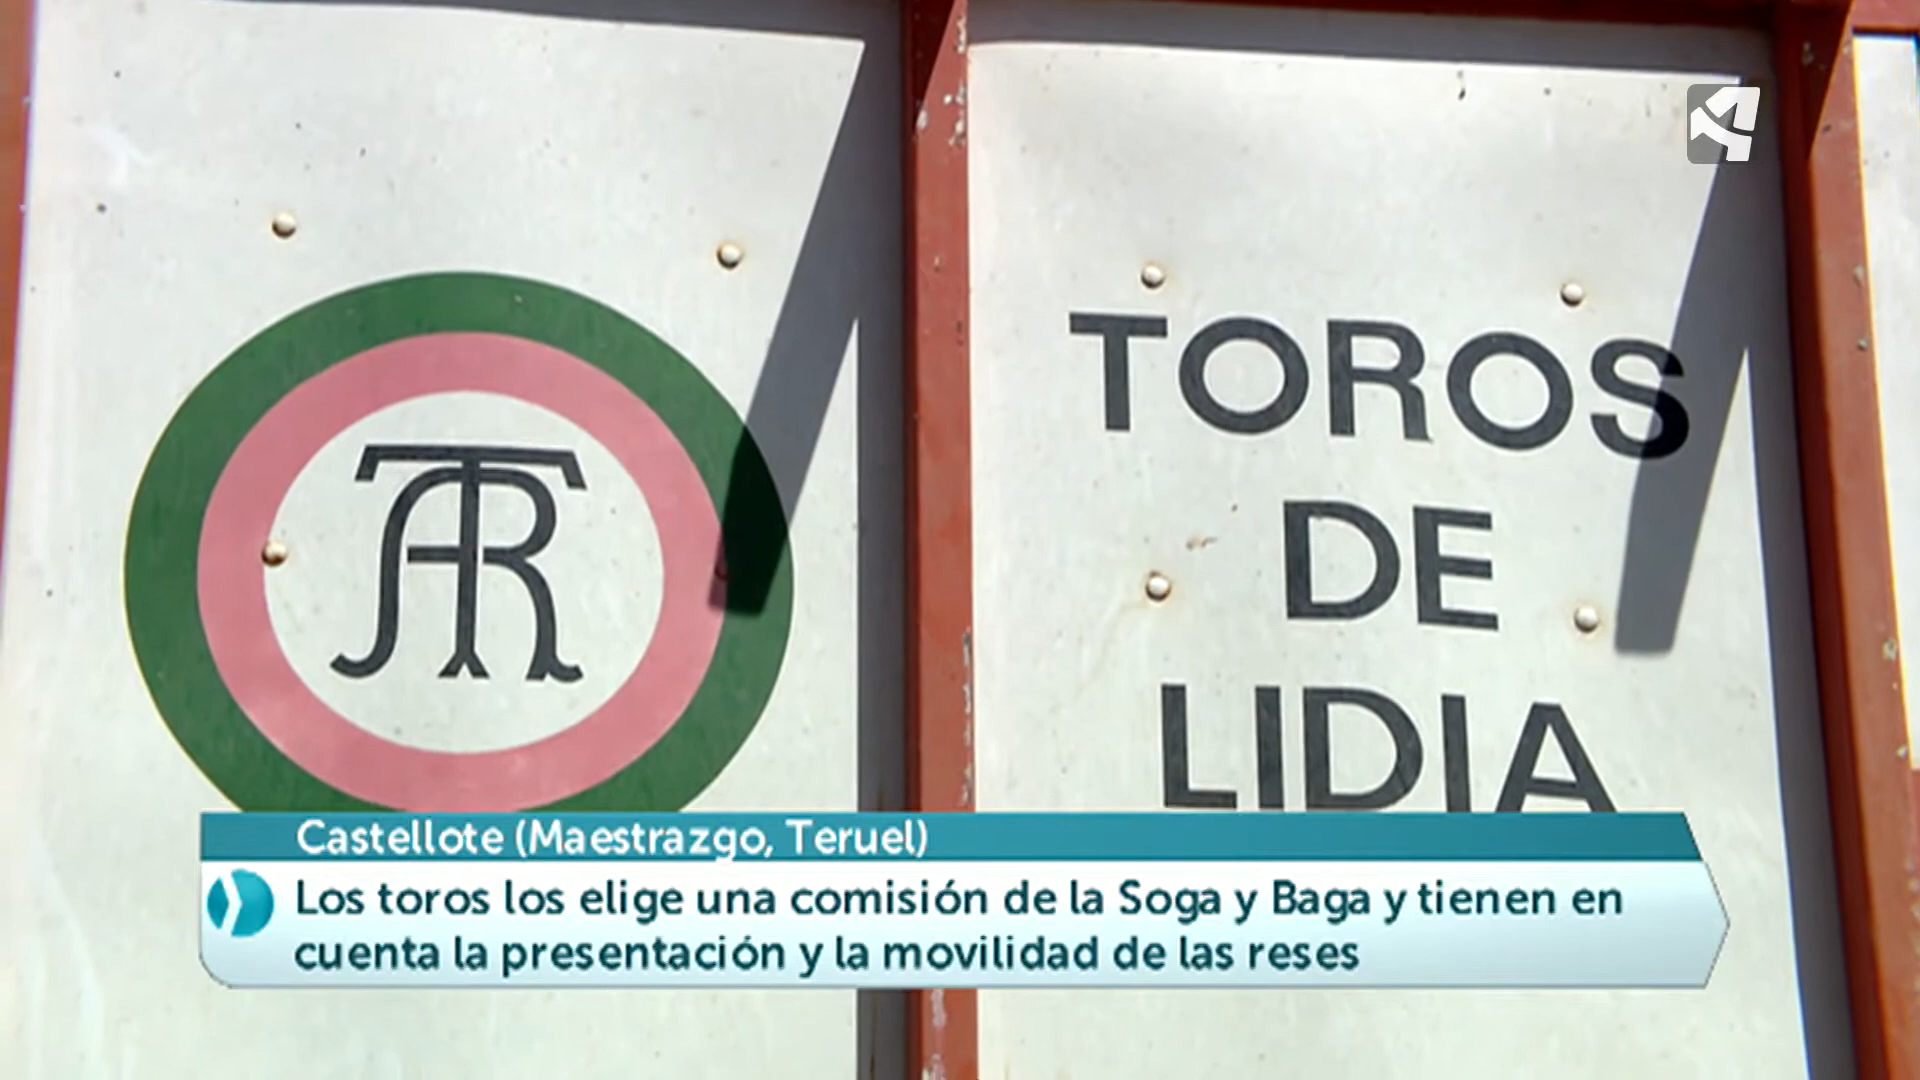 ATR
TOROS
DE
LIDIA
Castellote (Maestrazgo, Teruel)
Los toros los elige una comisión de la Soga y Baga y tienen en
cuenta la presentación y la movilidad de las reses